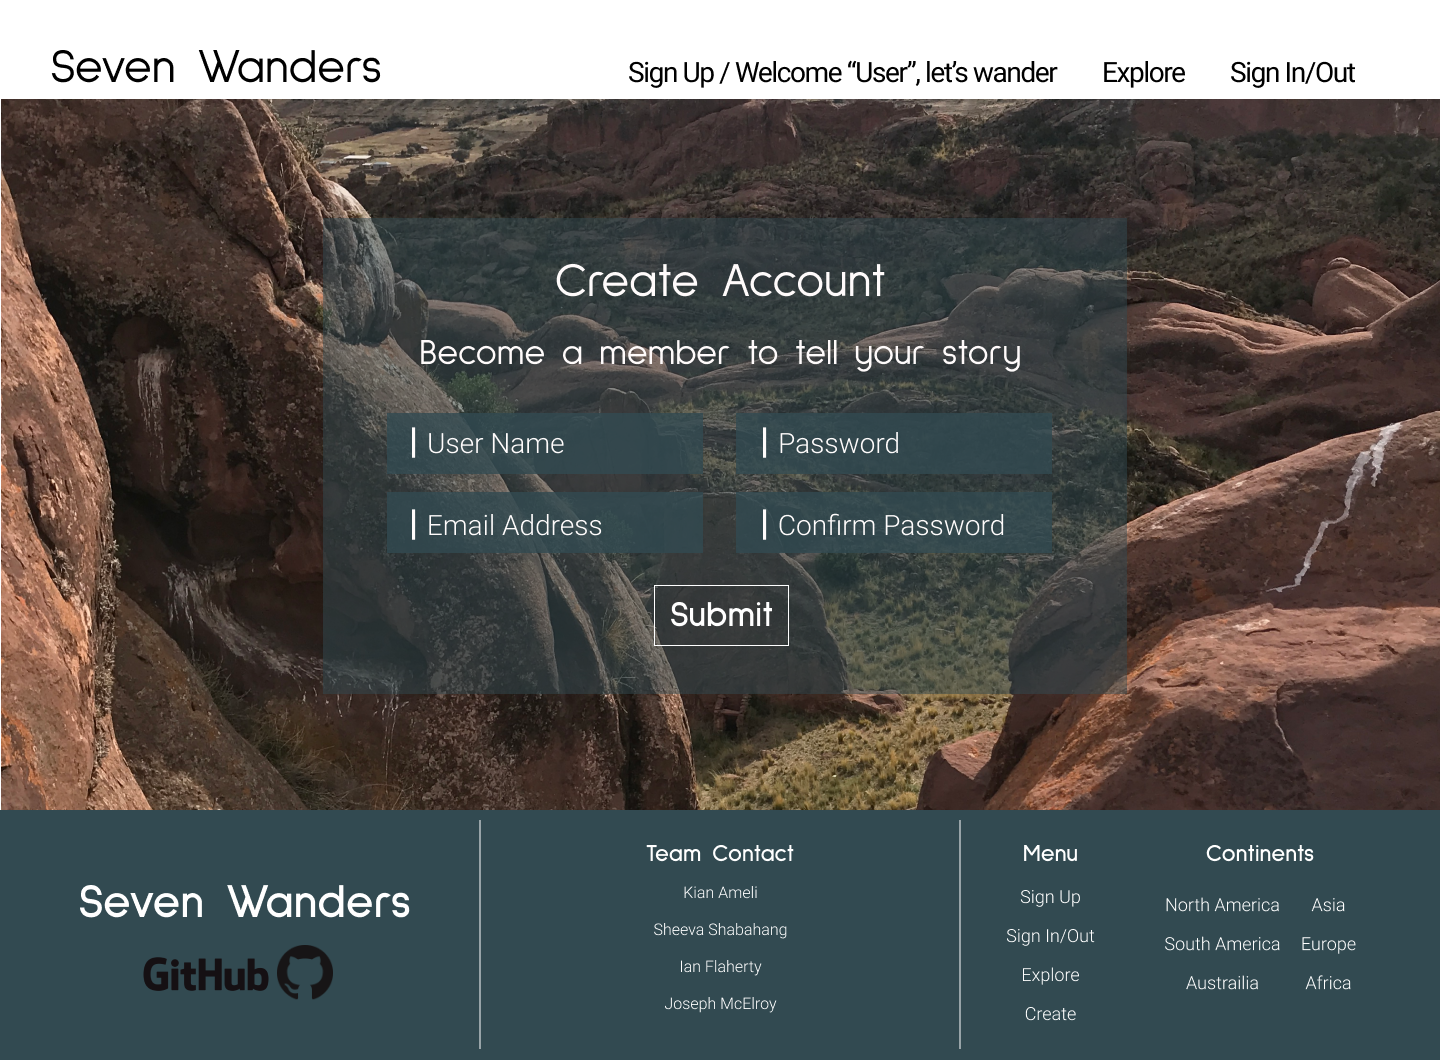 Seven Wanders
Sign Up / Welcome “User”, let’s wander
Explore
Sign In/Out
Create Account
Become a member to tell your story
User Name
Password
Email Address
Confirm Password
Submit
Seven Wanders
GitHub
Team Contact
Kian Ameli
Sheeva Shabahang
Ian Flaherty
Joseph McElroy
Menu
Sign Up
Sign In/Out
Explore
Create
Continents
North America
Asia
South America
Europe
Austrailia
Africa